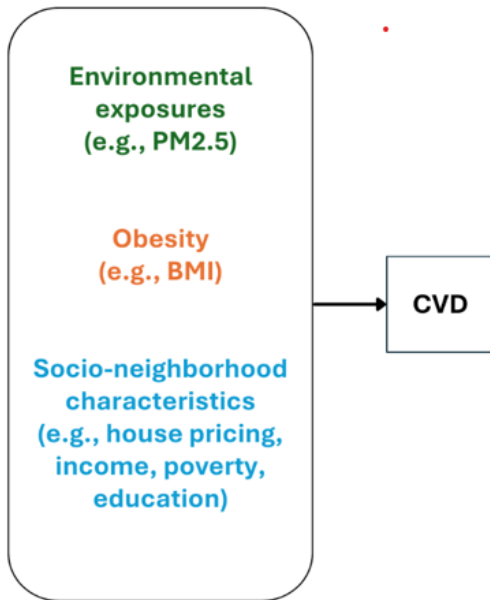 Environmental
exposures
(e.g., PM2.5)
Obesity
(e.g., BMI)
CVD
Socio-neighborhood
characteristics
(e.g., house pricing,
income, poverty,
education)